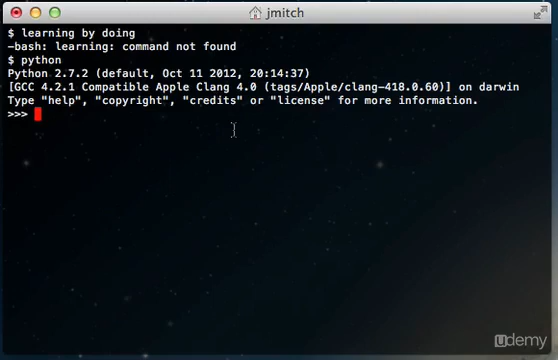 jmitch
$ learning by doing
-bash: learning: command not found
$ python
Python 2.7.2 (default, Oct 11 2012, 20:14:37)
[GCC 4.2.1 Compatible Apple Clang 4.0 (tags/Apple/clang-418.0.60)] on darwin
Type "help", "copyright", "credits" or "license" for more information.
>>>
udemy